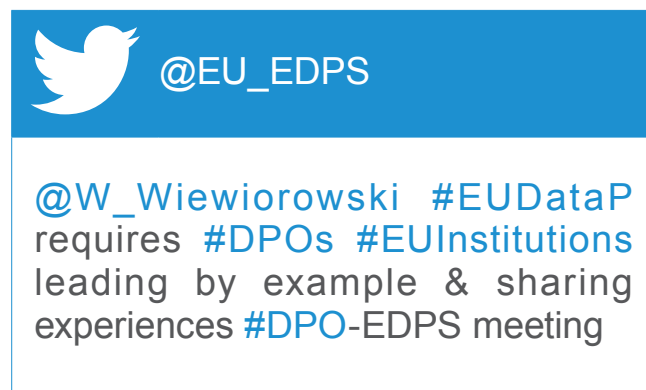 @EU_EDPS
@W_Wiewiorowski #EUDataP
requires #DPOs #EUInstitutions
leading by example & sharing
experiences #DPO-EDPS meeting